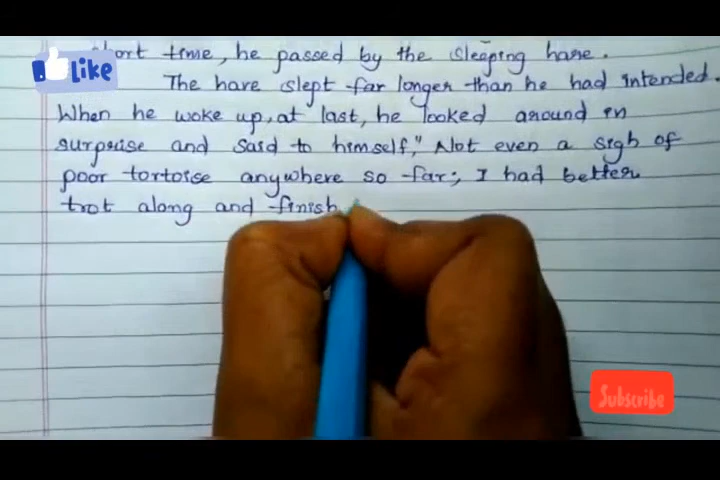 short time, he passed by the sleeping hare.
Like
The hare slept far longer than he had intended.
When he woke up, at last, he looked around in
surprise and said to himself," Not even a sigh of
poor tortoise anywhere so far; I had better
trot along and finish
Subscribe